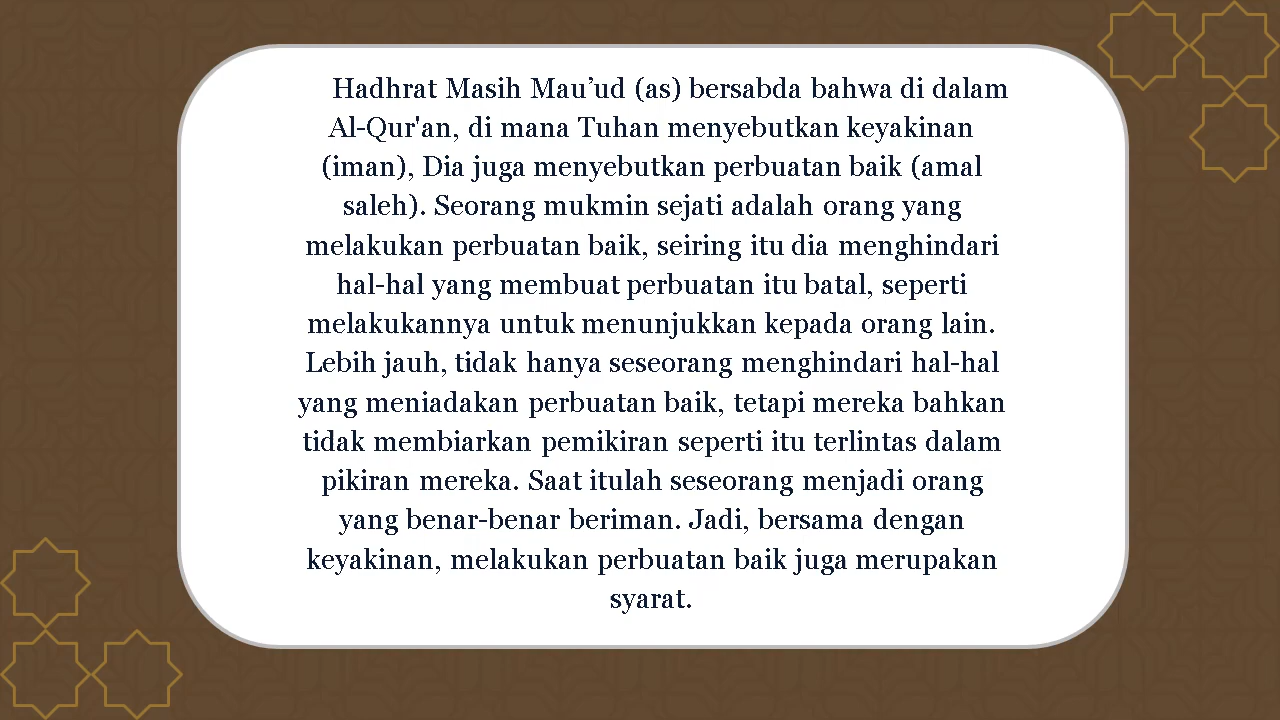 Hadhrat Masih Mau’ud (as) bersabda bahwa di dalam
Al-Qur'an, di mana Tuhan menyebutkan keyakinan
(iman), Dia juga menyebutkan perbuatan baik (amal
saleh). Seorang mukmin sejati adalah orang yang
melakukan perbuatan baik, seiring itu dia menghindari
hal-hal yang membuat perbuatan itu batal, seperti
melakukannya untuk menunjukkan kepada orang lain.
Lebih jauh, tidak hanya seseorang menghindari hal-hal
yang meniadakan perbuatan baik, tetapi mereka bahkan
tidak membiarkan pemikiran seperti itu terlintas dalam
pikiran mereka. Saat itulah seseorang menjadi orang
yang benar-benar beriman. Jadi, bersama dengan
keyakinan, melakukan perbuatan baik juga merupakan
syarat.